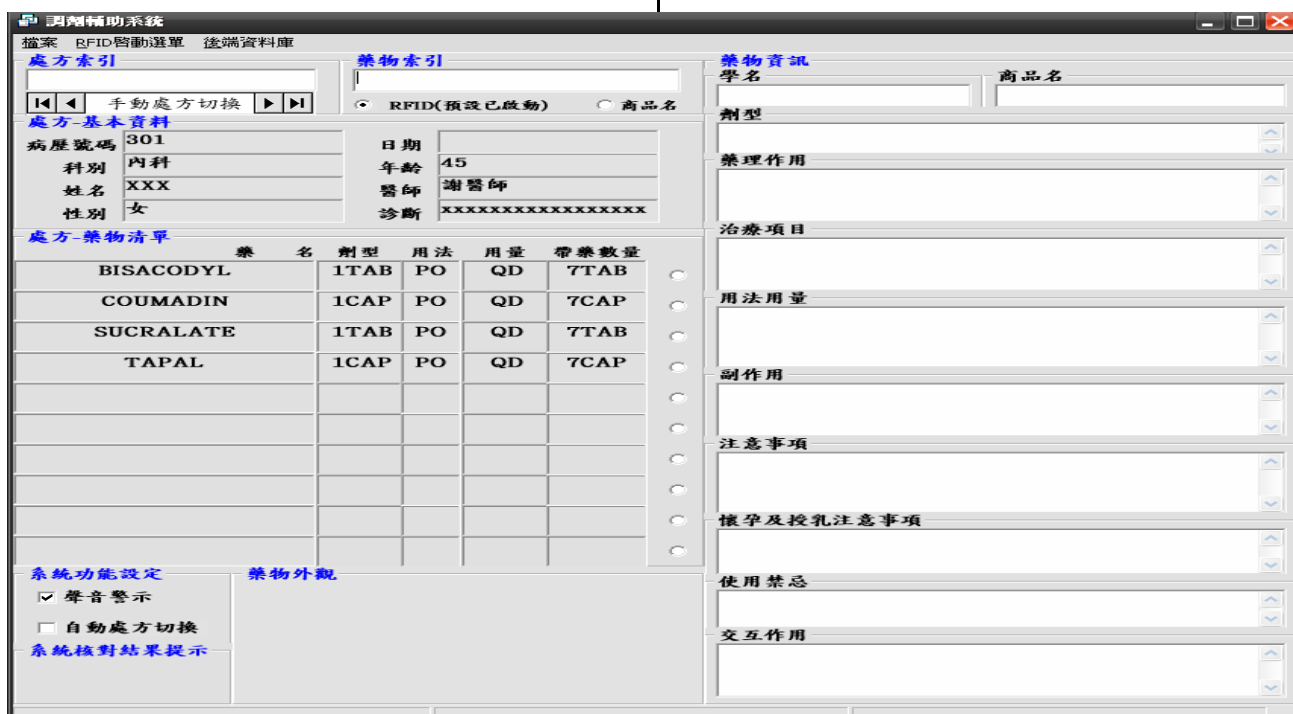 調劑輔助系統
檔案 RFID啓動選單 後端資料庫
處方索引
手動處方切換
藥物索引
RFID(預設已啟動) 商品名
處方-基本資料
病歷號碼 301 日期
科別 內科 年齡 45
姓名 XXX 醫師 謝醫師
性別 女 診斷 xxxxxxxxxxxxxxxxx
處方-藥物清單
藥 名 劑型 用法 用量 帶藥數量
BISACODYL 1TAB PO QD 7TAB
COUMADIN 1CAP PO QD 7CAP
SUCRALATE 1TAB PO QD 7TAB
TAPAL 1CAP PO QD 7CAP
系統功能設定
聲音警示
自動處方切換
系統核對結果提示
藥物外觀
藥物資訊
學名 商品名
劑型
藥理作用
治療項目
用法用量
副作用
注意事項
懷孕及授乳注意事項
使用禁忌
交互作用